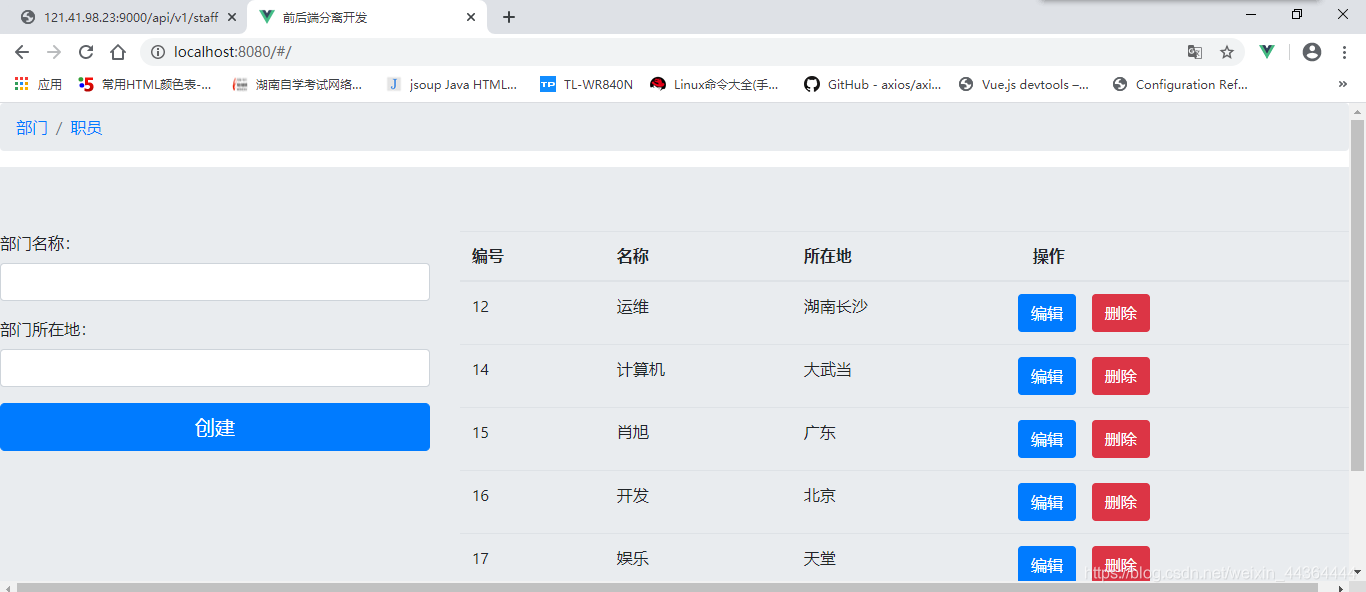 121.41.98.23:9000/api/v1/staff
前后端分离开发
localhost:8080/#/
应用
5 常用HTML颜色表-...
湖南自学考试网络...
J jsoup Java HTML...
TP TL-WR840N
Linux命令大全(手...
GitHub - axios/axi...
Vue.js devtools –...
Configuration Ref...
»
部门 / 职员
部门名称：
部门所在地：
创建
编号 名称 所在地 操作
12 运维 湖南长沙 编辑 删除
14 计算机 大武当 编辑 删除
15 肖旭 广东 编辑 删除
16 开发 北京 编辑 删除
17 娱乐 天堂 编辑 删除